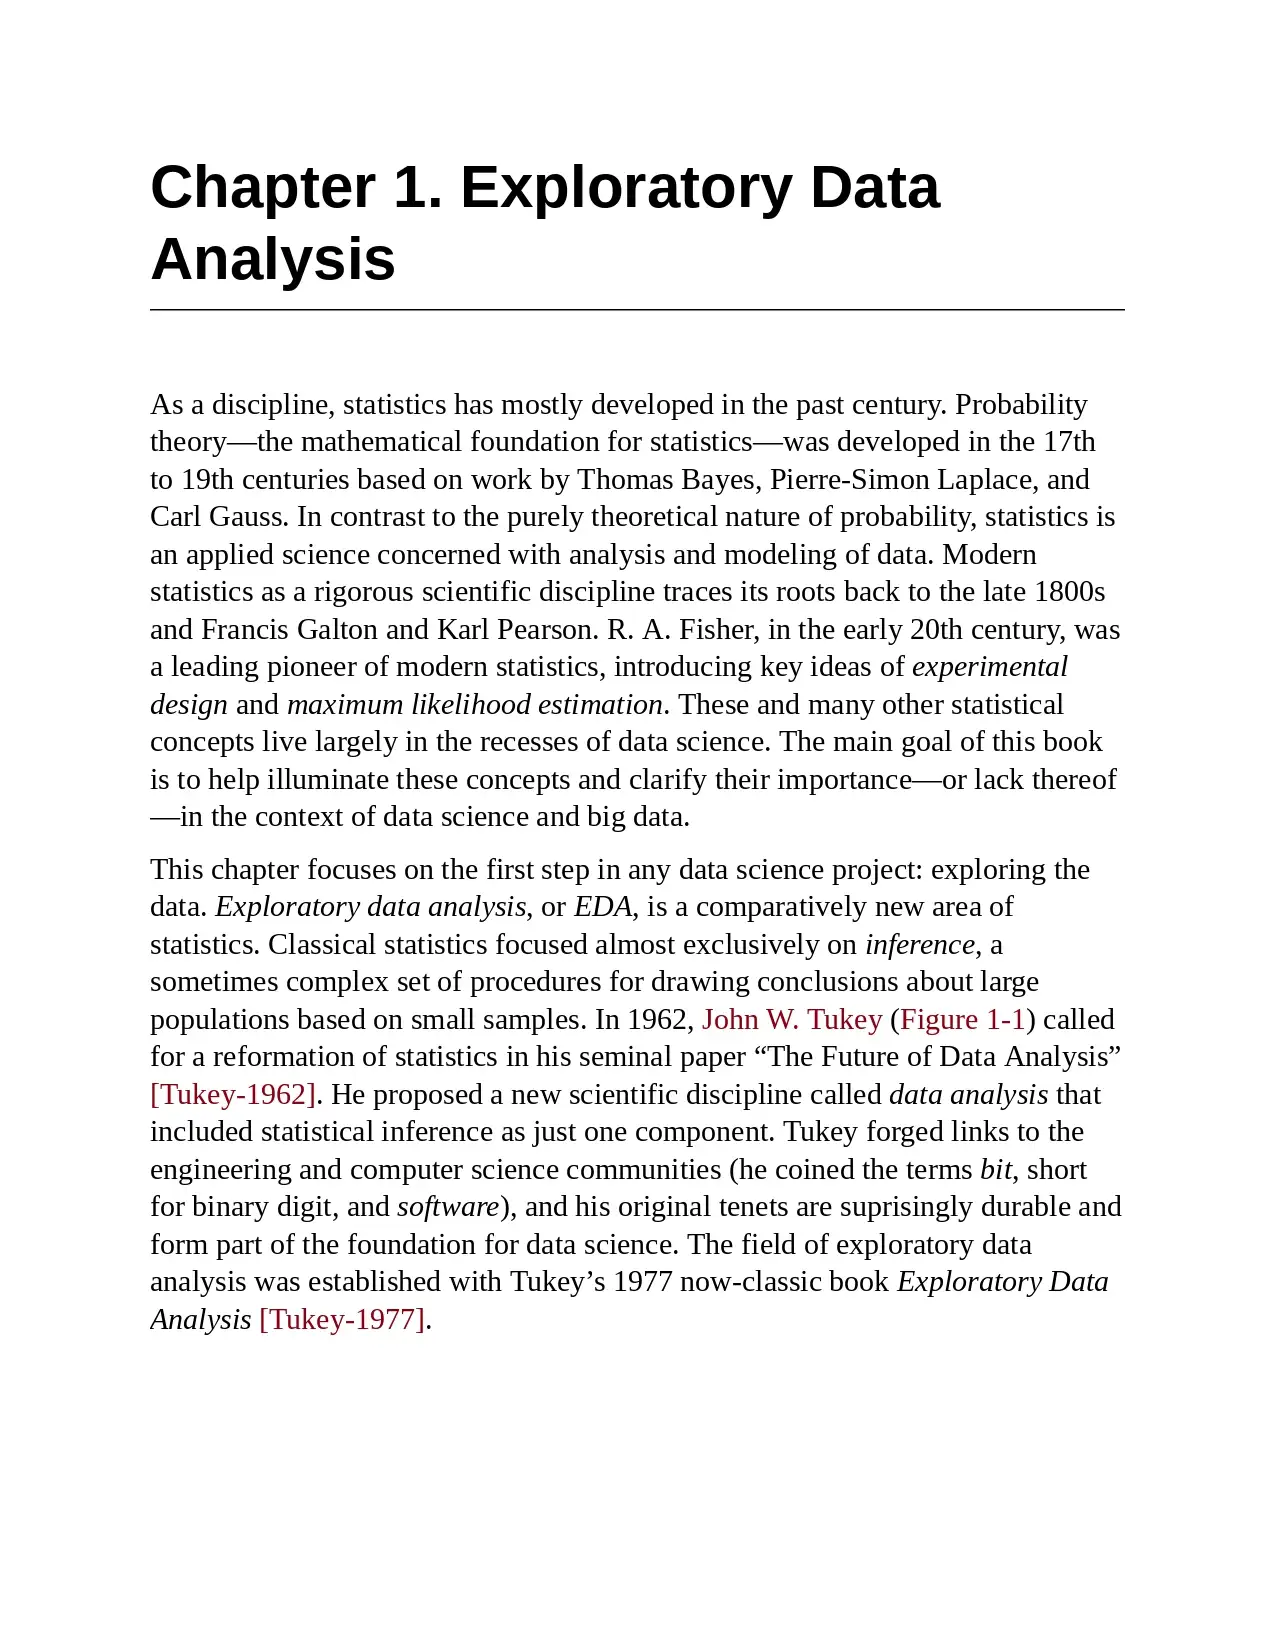 Chapter 1. Exploratory Data
Analysis
As a discipline, statistics has mostly developed in the past century. Probability
theory—the mathematical foundation for statistics—was developed in the 17th
to 19th centuries based on work by Thomas Bayes, Pierre-Simon Laplace, and
Carl Gauss. In contrast to the purely theoretical nature of probability, statistics is
an applied science concerned with analysis and modeling of data. Modern
statistics as a rigorous scientific discipline traces its roots back to the late 1800s
and Francis Galton and Karl Pearson. R. A. Fisher, in the early 20th century, was
a leading pioneer of modern statistics, introducing key ideas of experimental
design and maximum likelihood estimation. These and many other statistical
concepts live largely in the recesses of data science. The main goal of this book
is to help illuminate these concepts and clarify their importance—or lack thereof
—in the context of data science and big data.
This chapter focuses on the first step in any data science project: exploring the
data. Exploratory data analysis, or EDA, is a comparatively new area of
statistics. Classical statistics focused almost exclusively on inference, a
sometimes complex set of procedures for drawing conclusions about large
populations based on small samples. In 1962, John W. Tukey (Figure 1-1) called
for a reformation of statistics in his seminal paper “The Future of Data Analysis”
[Tukey-1962]. He proposed a new scientific discipline called data analysis that
included statistical inference as just one component. Tukey forged links to the
engineering and computer science communities (he coined the terms bit, short
for binary digit, and software), and his original tenets are suprisingly durable and
form part of the foundation for data science. The field of exploratory data
analysis was established with Tukey’s 1977 now-classic book Exploratory Data
Analysis [Tukey-1977].